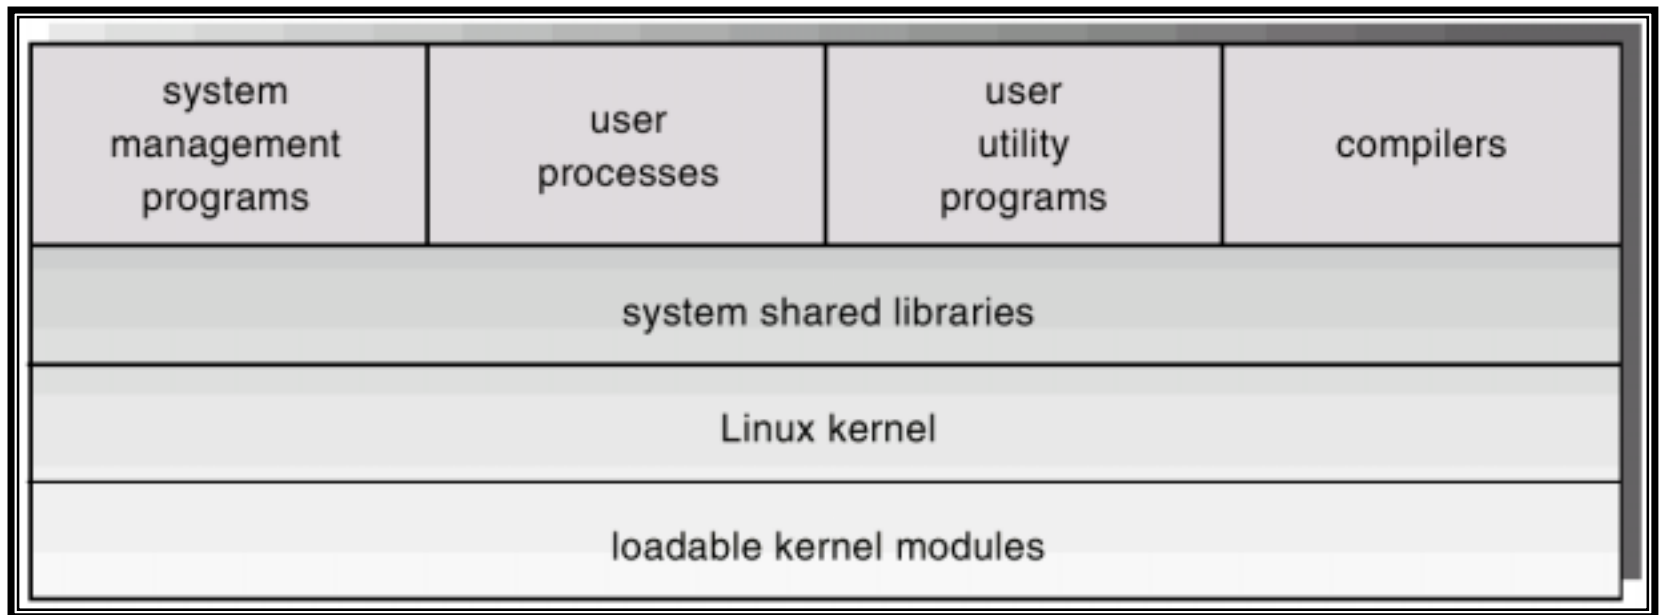 system
management
programs
user
processes
user
utility
programs
compilers
system shared libraries
Linux kernel
loadable kernel modules